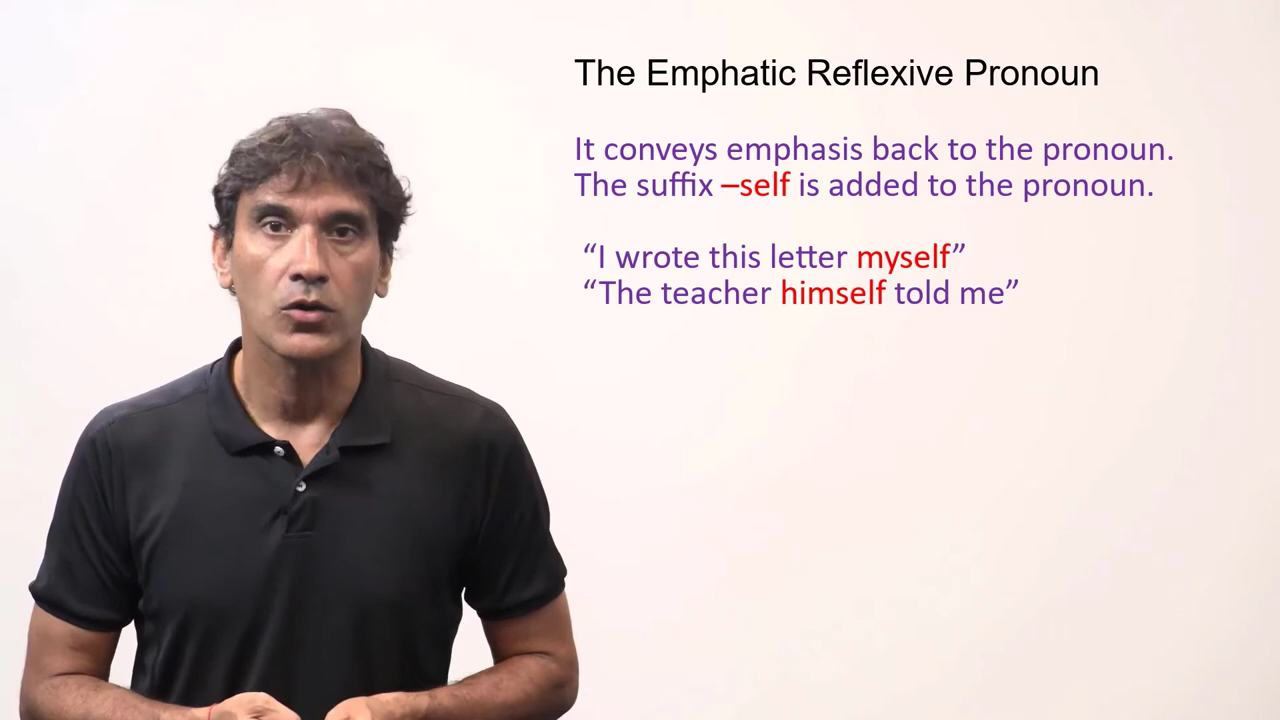 The Emphatic Reflexive Pronoun
It conveys emphasis back to the pronoun.
The suffix –self is added to the pronoun.
“I wrote this letter myself”
“The teacher himself told me”